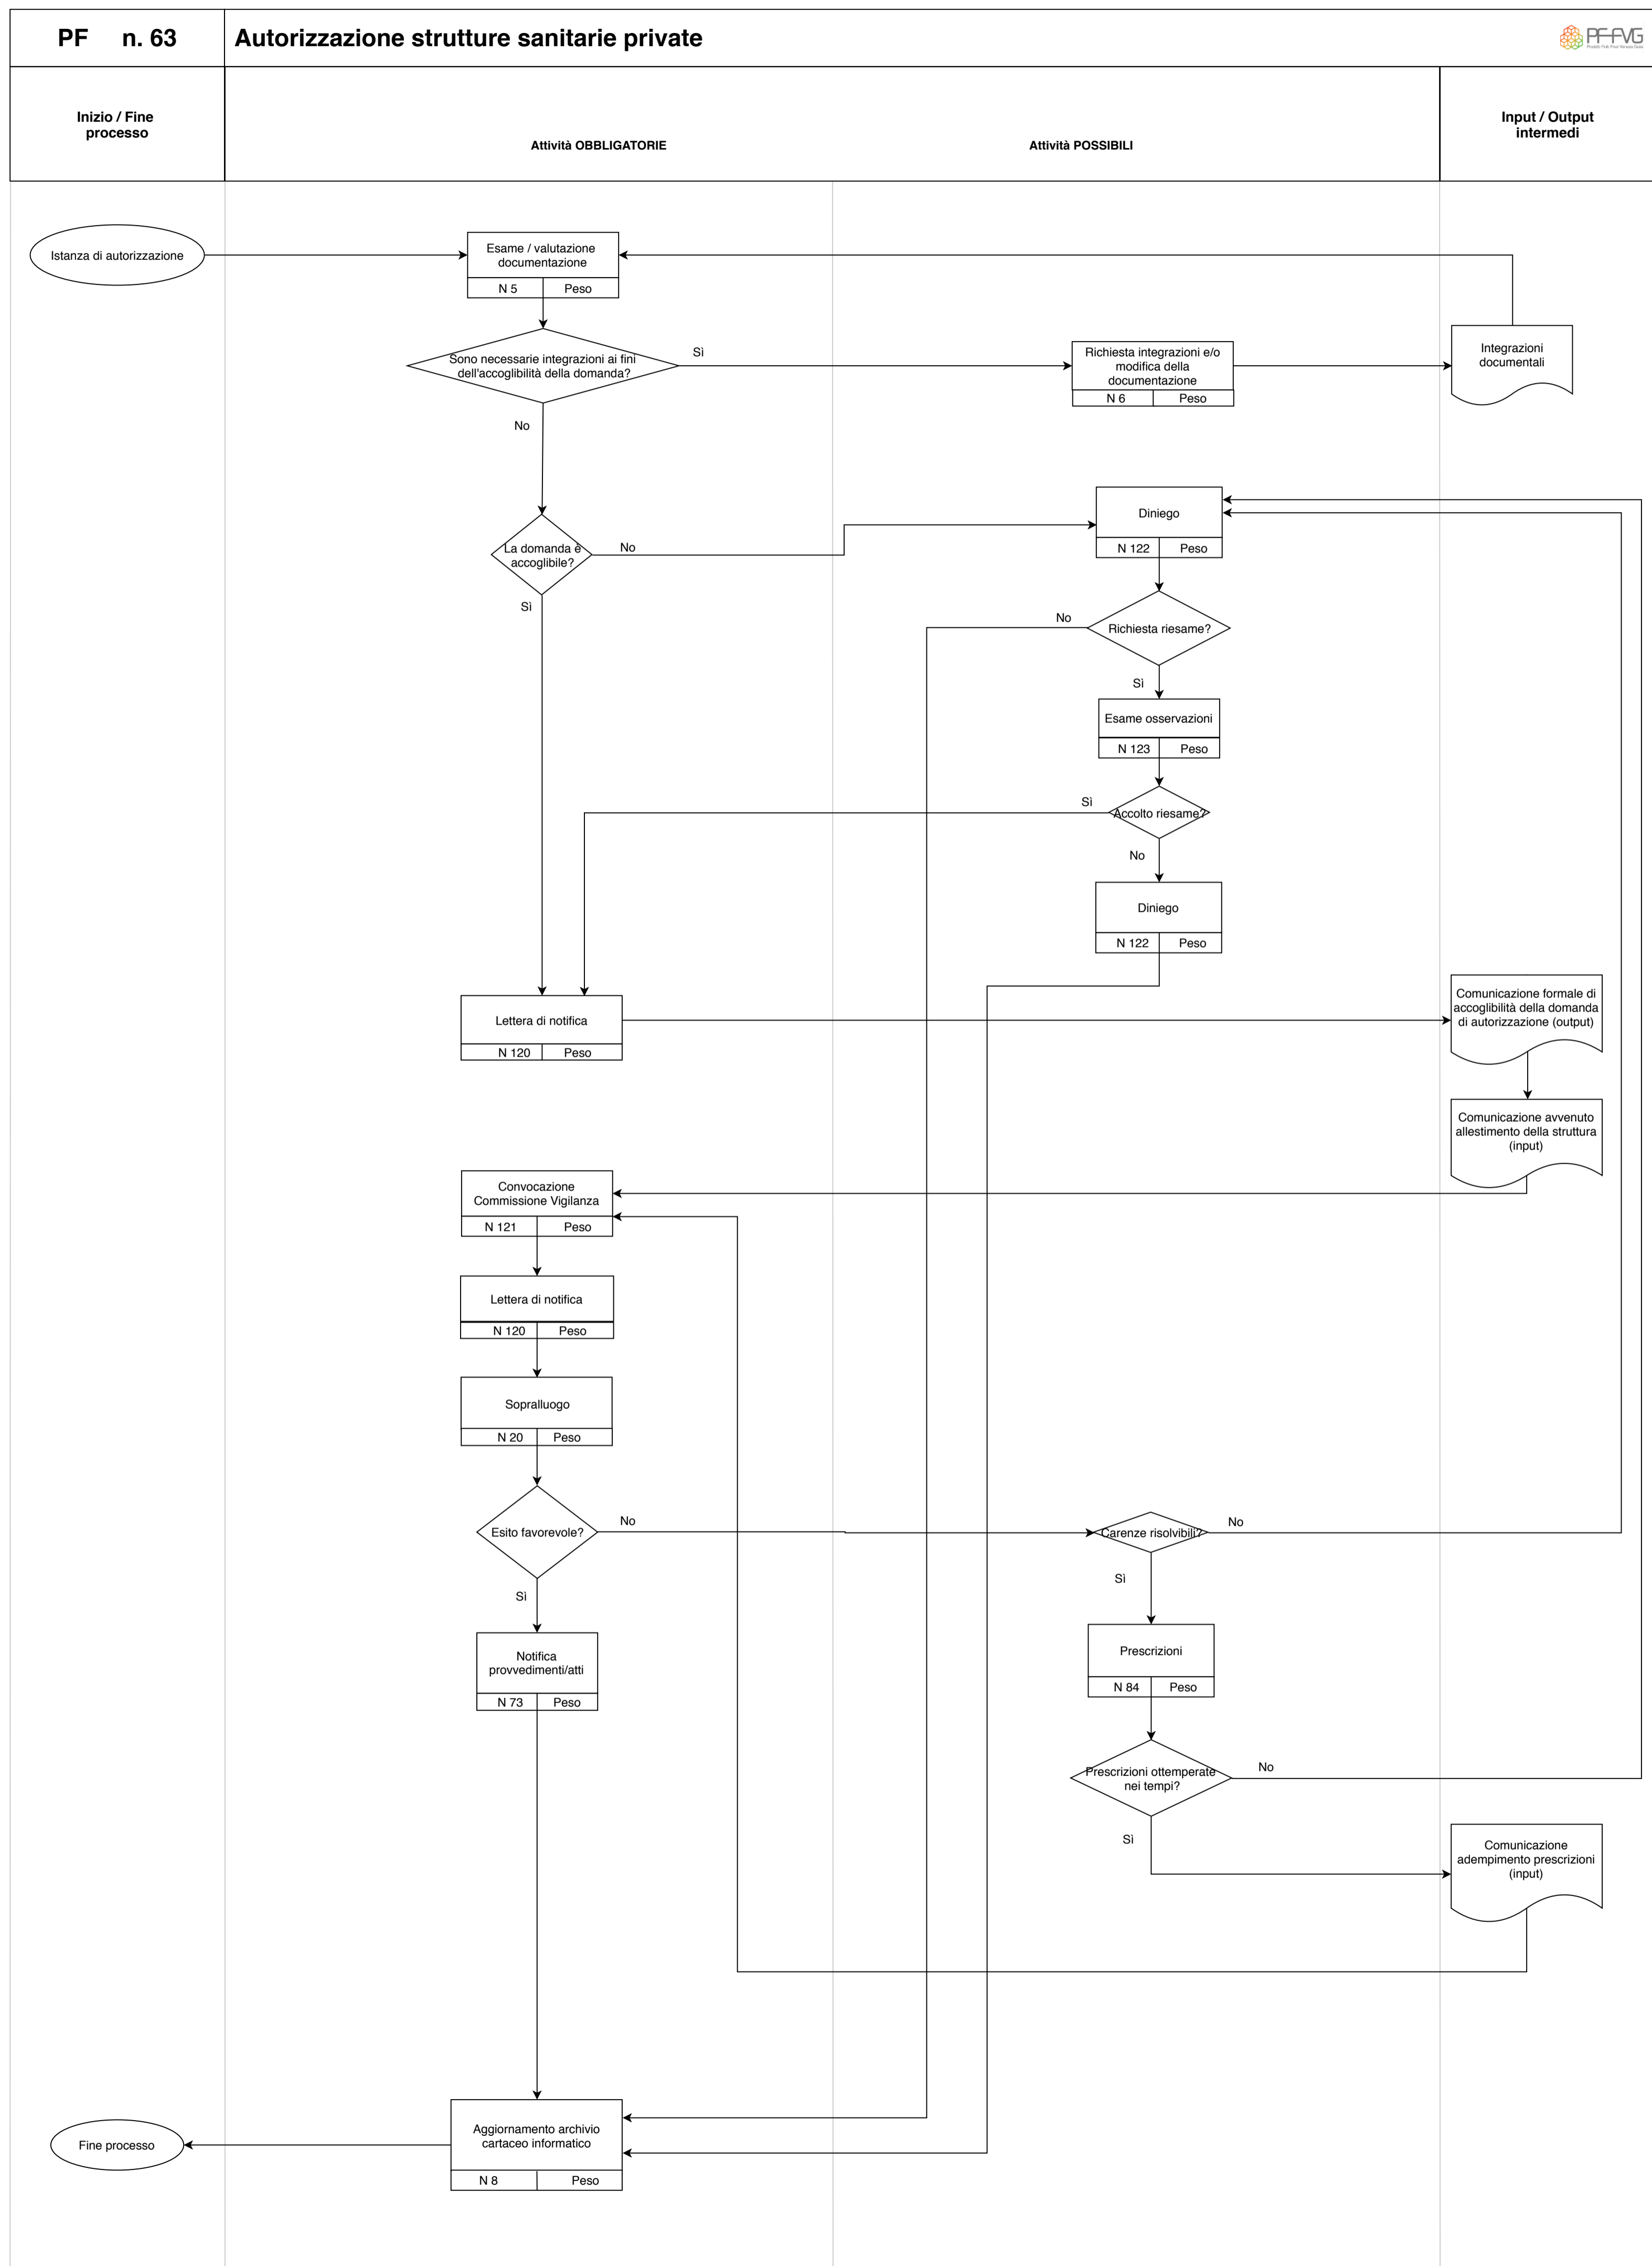 PF n. 63
Autorizzazione strutture sanitarie private
PF-FVG
Inizio / Fine
processo
Attività OBBLIGATORIE
Attività POSSIBILI
Input / Output
intermedi
Istanza di autorizzazione
Esame / valutazione
documentazione
N 5 Peso
Sono necessarie integrazioni ai fini
dell'accoglibilità della domanda?
Sì
Richiesta integrazioni e/o
modifica della
documentazione
N 6 Peso
Integrazioni
documentali
No
Diniego
N 122 Peso
La domanda è
accoglibile?
No
Sì
Richiesta riesame?
No
Sì
Esame osservazioni
N 123 Peso
Accolto riesame?
Sì
No
Diniego
N 122 Peso
Lettera di notifica
N 120 Peso
Comunicazione formale di
accoglibilità della domanda
di autorizzazione (output)
Comunicazione avvenuto
allestimento della struttura
(input)
Convocazione
Commissione Vigilanza
N 121 Peso
Lettera di notifica
N 120 Peso
Sopralluogo
N 20 Peso
Esito favorevole?
No
Carenze risolvibili?
No
Sì
Sì
Notifica
provvedimenti/atti
N 73 Peso
Prescrizioni
N 84 Peso
Prescrizioni ottemperate
nei tempi?
No
Sì
Comunicazione
adempimento prescrizioni
(input)
Aggiornamento archivio
cartaceo informatico
N 8 Peso
Fine processo